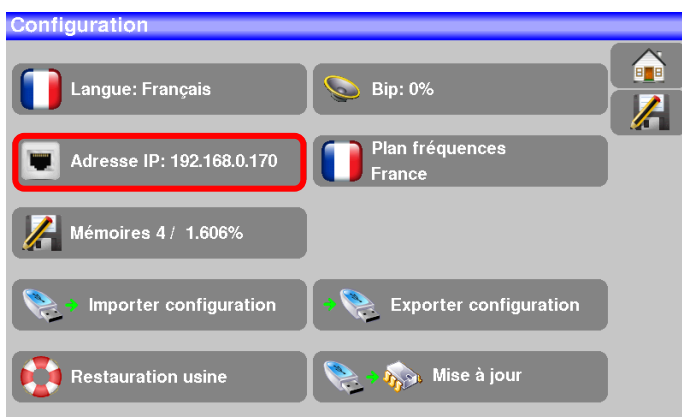 Configuration
Langue: Français
Bip: 0%
Adresse IP: 192.168.0.170
Plan fréquences
France
Mémoires 4 / 1.606%
Importer configuration
Exporter configuration
Restauration usine
Mise à jour